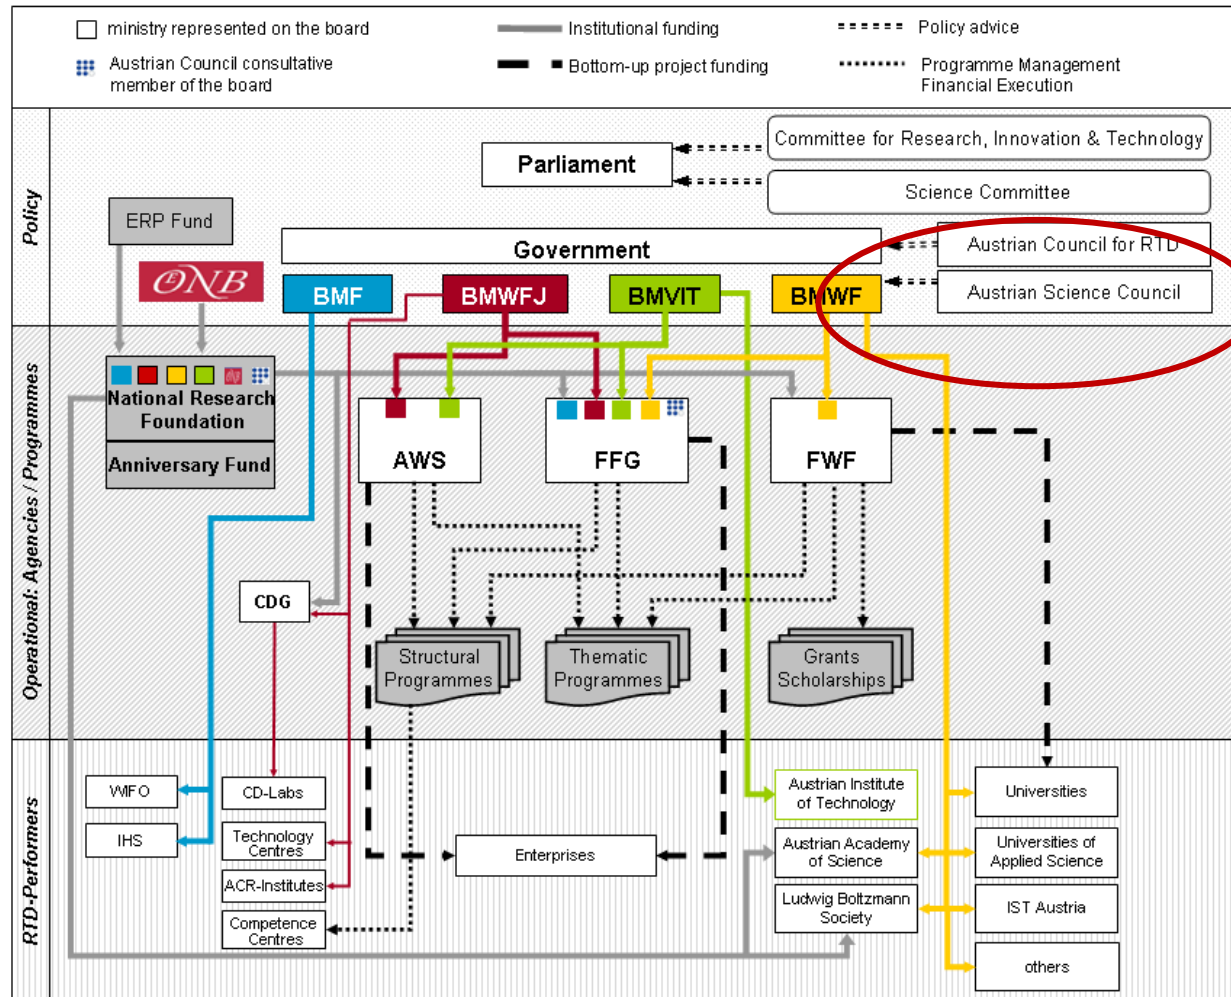 ministry represented on the board
Institutional funding
Policy advice
Austrian Council consultative
member of the board
Bottom-up project funding
Programme Management
Financial Execution
Policy
Committee for Research, Innovation & Technology
Parliament
Science Committee
ERP Fund
Government
Austrian Council for RTD
OeNB
BMF
BMWFJ
BMVIT
BMWF
Austrian Science Council
Operational: Agencies / Programmes
National Research
Foundation
Anniversary Fund
AWS
FFG
FWF
CDG
Structural
Programmes
Thematic
Programmes
Grants
Scholarships
RTD-Performers
WIFO
IHS
CD-Labs
Technology
Centres
ACR-Institutes
Competence
Centres
Enterprises
Austrian Institute
of Technology
Austrian Academy
of Science
Ludwig Boltzmann
Society
Universities
Universities
of Applied Science
IST Austria
others